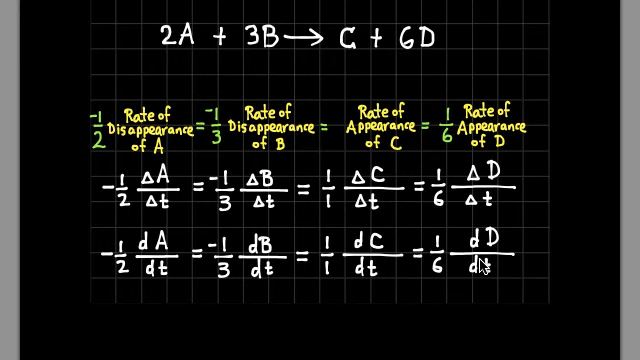 2A + 3B → C + 6D
-1/2 Rate of Disappearance of A = -1/3 Rate of Disappearance of B = Rate of Appearance of C = 1/6 Rate of Appearance of D
-1/2 ΔA/Δt = -1/3 ΔB/Δt = 1/1 ΔC/Δt = 1/6 ΔD/Δt
-1/2 dA/dt = -1/3 dB/dt = 1/1 dC/dt = 1/6 dD/dt